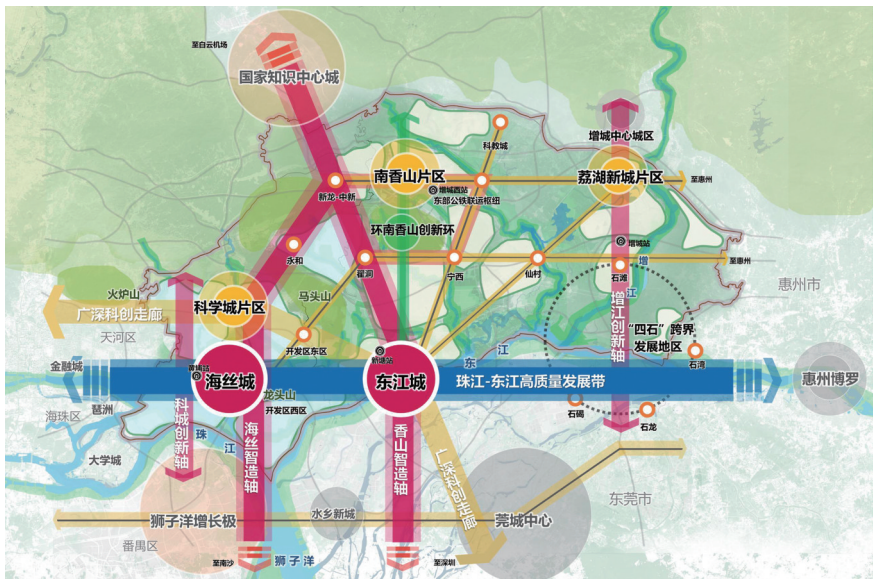 至白云机场
国家知识中心城
增城中心城区
科教城
南香山片区
荔湖新城片区
至惠州
新龙-中新
增城西站
东部公铁联运枢纽
环南香山创新环
增城站
永和
翟洞
宁西
仙村
至惠州
石滩
增
江
增江创新轴
惠州市
火炉山
马头山
科学城片区
广深科创走廊
天河区
“四石”跨界
发展地区
开发区东区
石湾
新塘站
东
江
金融城
黄埔站
海丝城
东江城
珠江-东江高质量发展带
惠州博罗
龙头山
开发区西区
海珠区
琶洲
石碣
石龙
科城创新轴
珠
江
海丝智造轴
香山智造轴
广深科创走廊
大学城
东莞市
狮子洋增长极
水乡新城
莞城中心
番禺区
至南沙
狮子洋
至深圳